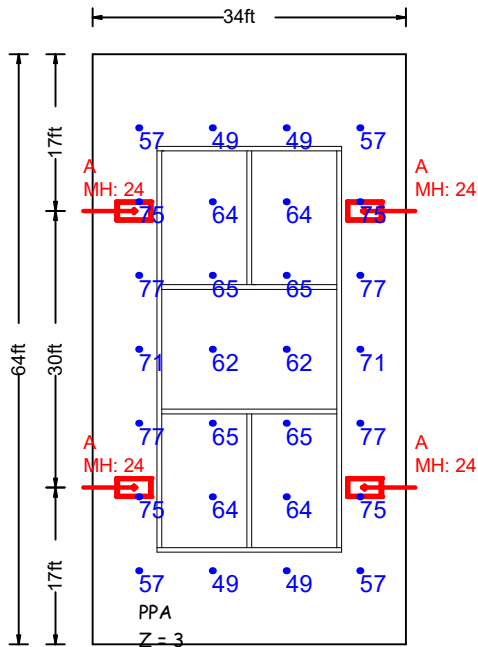 34ft
17ft
57 49 49 57
A A
MH: 24 MH: 24
75 64 64 75
77 65 65 77
64ft
30ft
71 62 62 71
77 65 65 77
A A
MH: 24 MH: 24
75 64 64 75
17ft
57 49 49 57
PPA
Z = 3